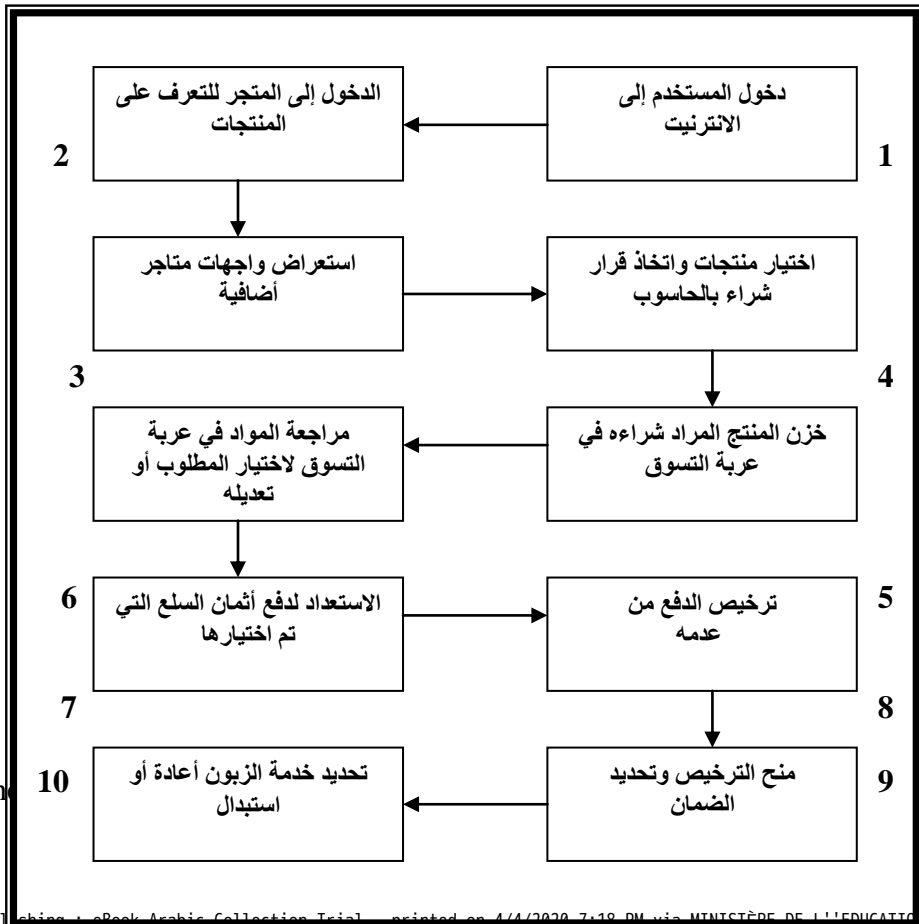 دخول المستخدم إلى
الانترنيت
1
الدخول إلى المتجر للتعرف على
المنتجات
2
استعراض واجهات متاجر
أضافية
3
اختيار منتجات واتخاذ قرار
شراء بالحاسوب
4
خزن المنتج المراد شراءه في
عربة التسوق
5
مراجعة المواد في عربة
التسوق لاختيار المطلوب أو
تعديله
6
الاستعداد لدفع أثمان السلع التي
تم اختيارها
7
ترخيص الدفع من
عدمه
8
منح الترخيص وتحديد
الضمان
9
تحديد خدمة الزبون أعادة أو
استبدال
10
eBook Arabic Collection Trial - printed on 4/4/2020 7:18 PM via MINISTÈRE DE L''EDUCATIO